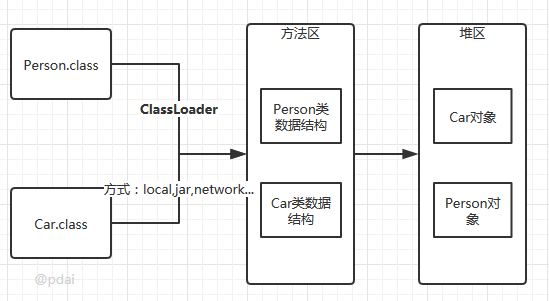 Person.class
Car.class
ClassLoader
方式：local,jar,network...
方法区
Person类
数据结构
Car类数据
结构
堆区
Car对象
Person对
象
@pdai